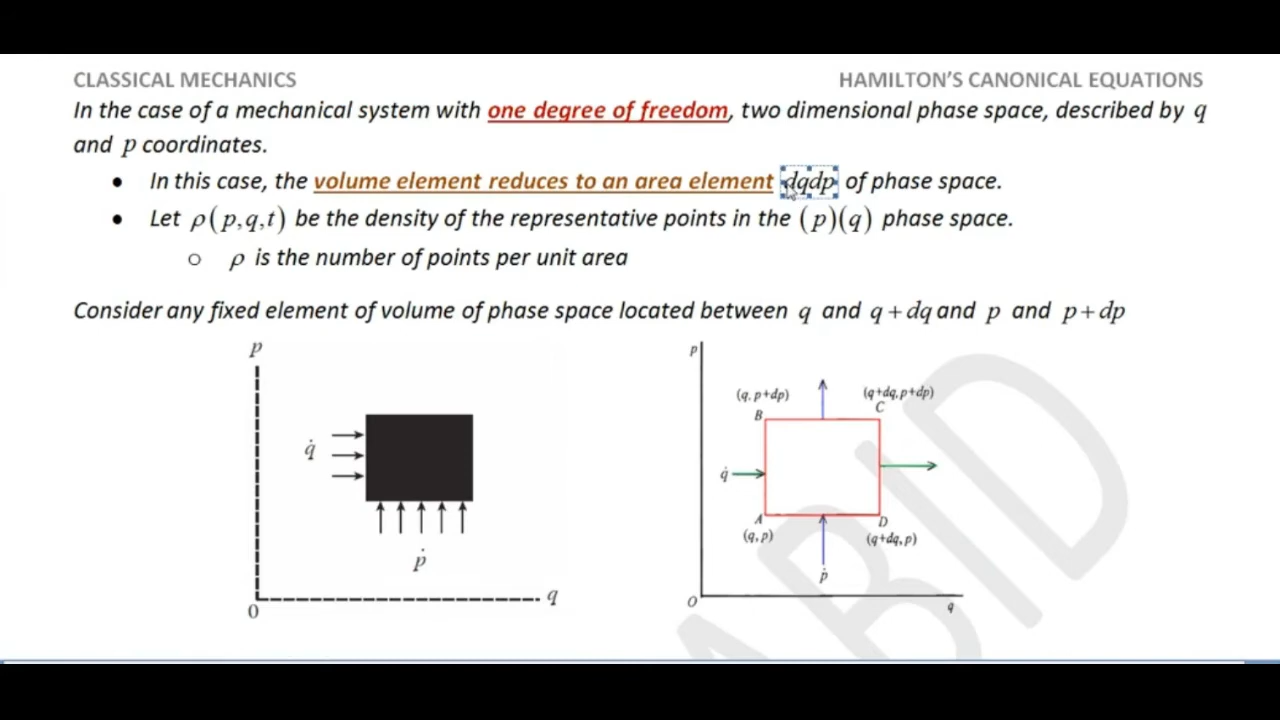 CLASSICAL MECHANICS HAMILTON'S CANONICAL EQUATIONS
In the case of a mechanical system with one degree of freedom, two dimensional phase space, described by q
and p coordinates.
• In this case, the volume element reduces to an area element dqdp of phase space.
• Let ρ(p,q,t) be the density of the representative points in the (p)(q) phase space.
o ρ is the number of points per unit area
Consider any fixed element of volume of phase space located between q and q+dq and p and p+dp
p
q̇
ṗ
0
q
p
(q, p+dp)
B
(q+dq,p+dp)
C
q̇
A
(q,p)
D
(q+dq,p)
ṗ
O
q
ABID